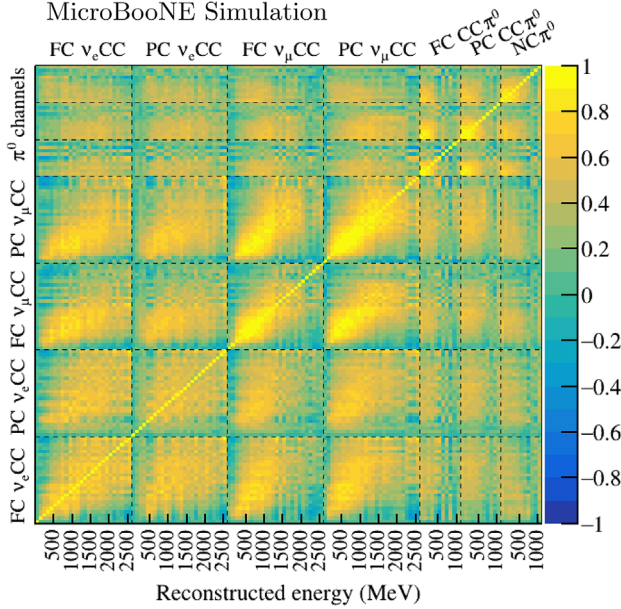 MicroBooNE Simulation
FC νeCC PC νeCC FC νμCC PC νμCC FC CCπ⁰ PC CCπ⁰ NCπ⁰
π⁰ channels
PC νμCC
FC νμCC
PC νeCC
FC νeCC
1
0.8
0.6
0.4
0.2
0
−0.2
−0.4
−0.6
−0.8
−1
500 1000 1500 2000 2500 500 1000 1500 2000 2500 500 1000 1500 2000 2500 500 1000 1500 2000 2500 500 1000 500 1000 500 1000
Reconstructed energy (MeV)